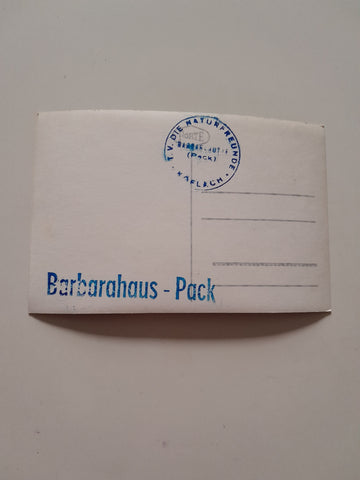 T.V. DIE NATURFREUNDE
(Pack)
KÖFLACH
Barbarahaus - Pack